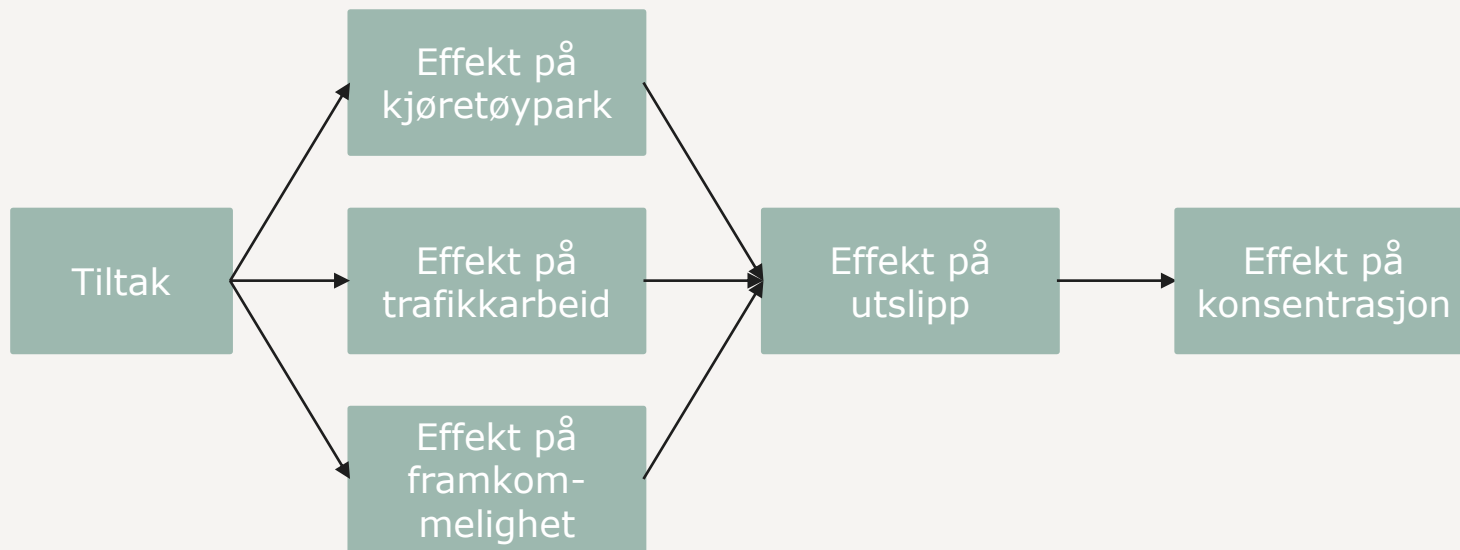 Effekt på
kjøretøypark
Tiltak
Effekt på
trafikkarbeid
Effekt på
utslipp
Effekt på
konsentrasjon
Effekt på
framkom-
melighet